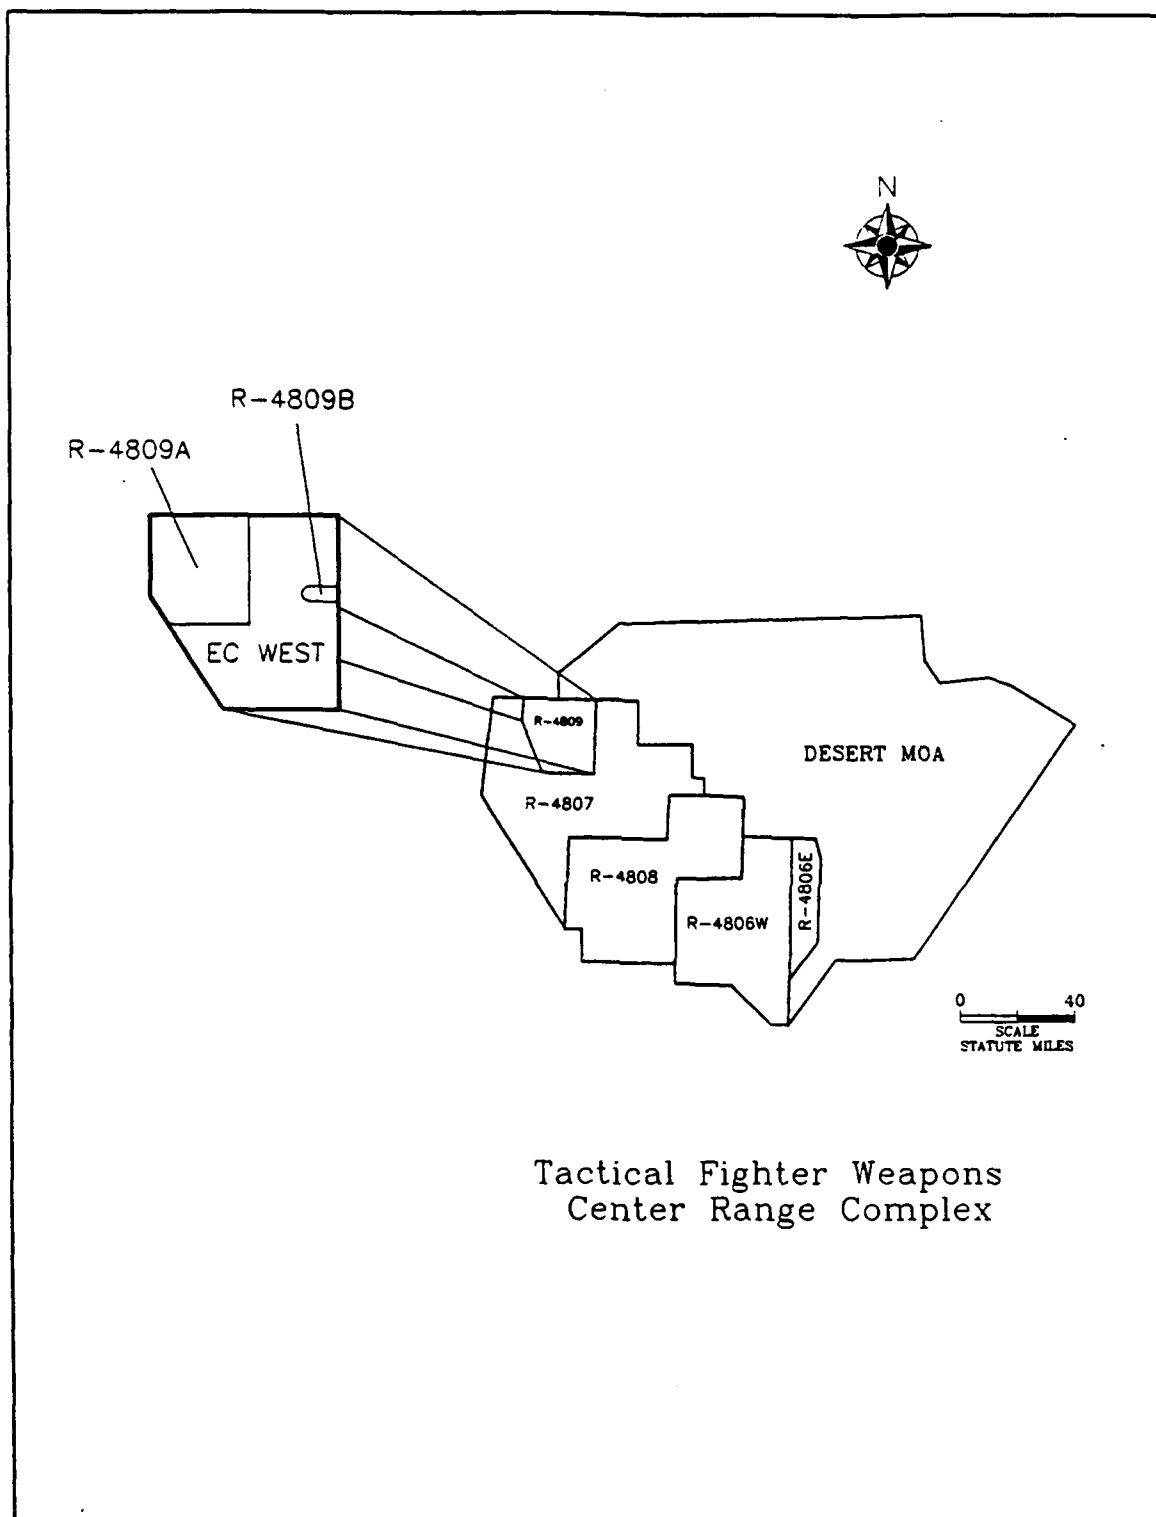 N
R-4809B
R-4809A
EC WEST
R-4809
DESERT MOA
R-4807
R-4808
R-4806E
R-4806W
0 40
SCALE
STATUTE MILES
Tactical Fighter Weapons
Center Range Complex